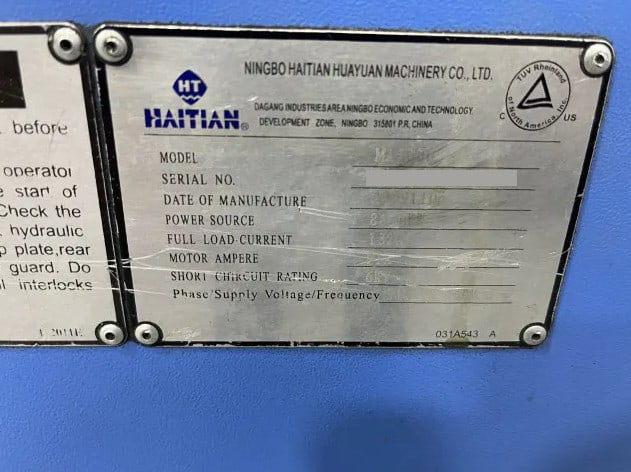 before
operator
start of
Check the
hydraulic
plate,rear
guard. Do
interlocks
HT
HAITIAN®
NINGBO HAITIAN HUAYUAN MACHINERY CO., LTD.
DAGANG INDUSTRIES AREA NINGBO ECONOMIC AND TECHNOLOGY
DEVELOPMENT ZONE, NINGBO 315801 P.R, CHINA
TUV Rheinland
of North America, Inc.
C US
MODEL
SERIAL NO.
DATE OF MANUFACTURE
POWER SOURCE
FULL LOAD CURRENT
MOTOR AMPERE
SHORT CHIRCUIT RATING
Phase/Supply Voltage/Frequency
031A543 A